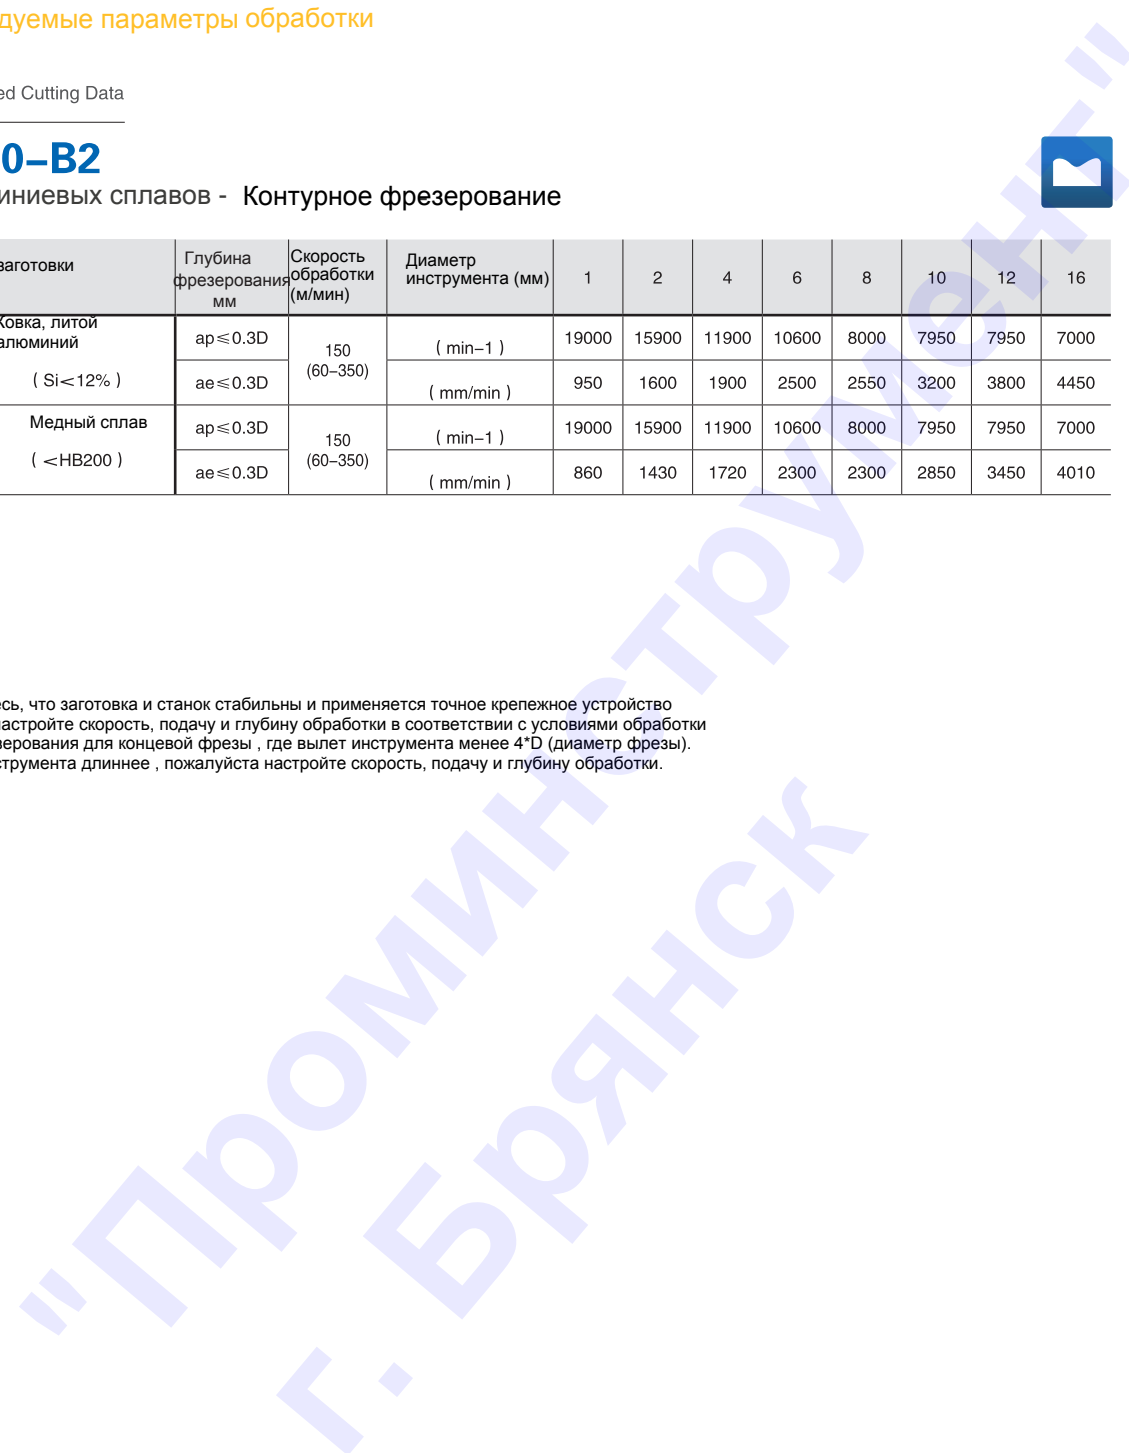 дуемые параметры обработки
ed Cutting Data
0–B2
иниевых сплавов - Контурное фрезерование
заготовки
Глубина фрезерования мм
Скорость обработки (м/мин)
Диаметр инструмента (мм)
1 2 4 6 8 10 12 16
Ковка, литой
алюминий
( Si<12% )
ap≤0.3D
150
(60–350)
( min–1 )
19000 15900 11900 10600 8000 7950 7950 7000
ae≤0.3D
( mm/min )
950 1600 1900 2500 2550 3200 3800 4450
Медный сплав
( <HB200 )
ap≤0.3D
150
(60–350)
( min–1 )
19000 15900 11900 10600 8000 7950 7950 7000
ae≤0.3D
( mm/min )
860 1430 1720 2300 2300 2850 3450 4010
есь, что заготовка и станок стабильны и применяется точное крепежное устройство
настройте скорость, подачу и глубину обработки в соответствии с условиями обработки
зерования для концевой фрезы , где вылет инструмента менее 4*D (диаметр фрезы).
струмента длиннее , пожалуйста настройте скорость, подачу и глубину обработки.
"Проминструмент"
г. Брянск